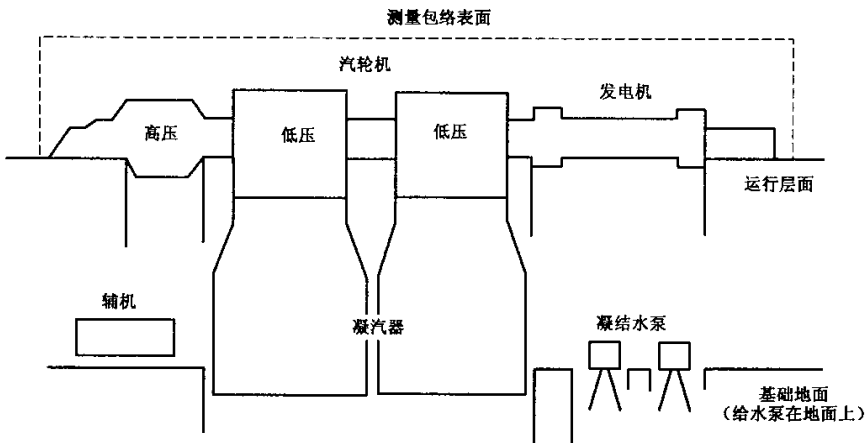 测量包络表面
汽轮机
发电机
高压
低压
低压
运行层面
辅机
凝汽器
凝结水泵
基础地面
（给水泵在地面上）